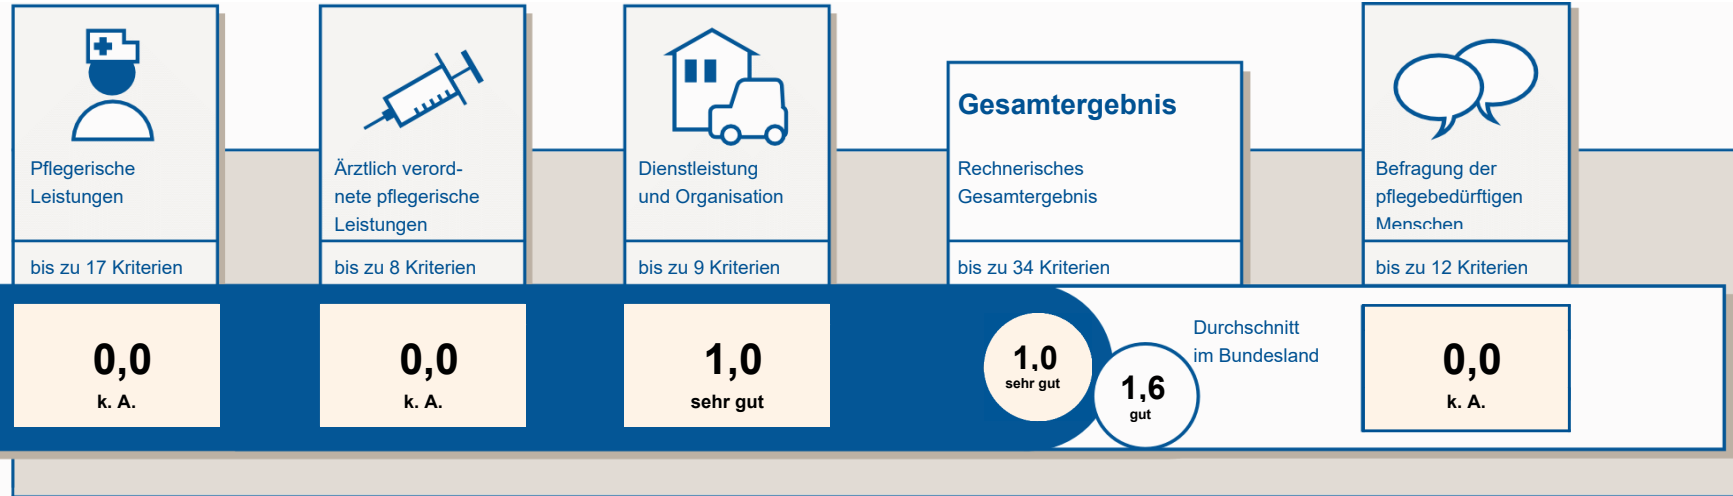 Pflegerische
Leistungen
bis zu 17 Kriterien
0,0
k. A.
Ärztlich verord-
nete pflegerische
Leistungen
bis zu 8 Kriterien
0,0
k. A.
Dienstleistung
und Organisation
bis zu 9 Kriterien
1,0
sehr gut
Gesamtergebnis
Rechnerisches
Gesamtergebnis
bis zu 34 Kriterien
1,0
sehr gut
1,6
gut
Durchschnitt
im Bundesland
Befragung der
pflegebedürftigen
Menschen
bis zu 12 Kriterien
0,0
k. A.